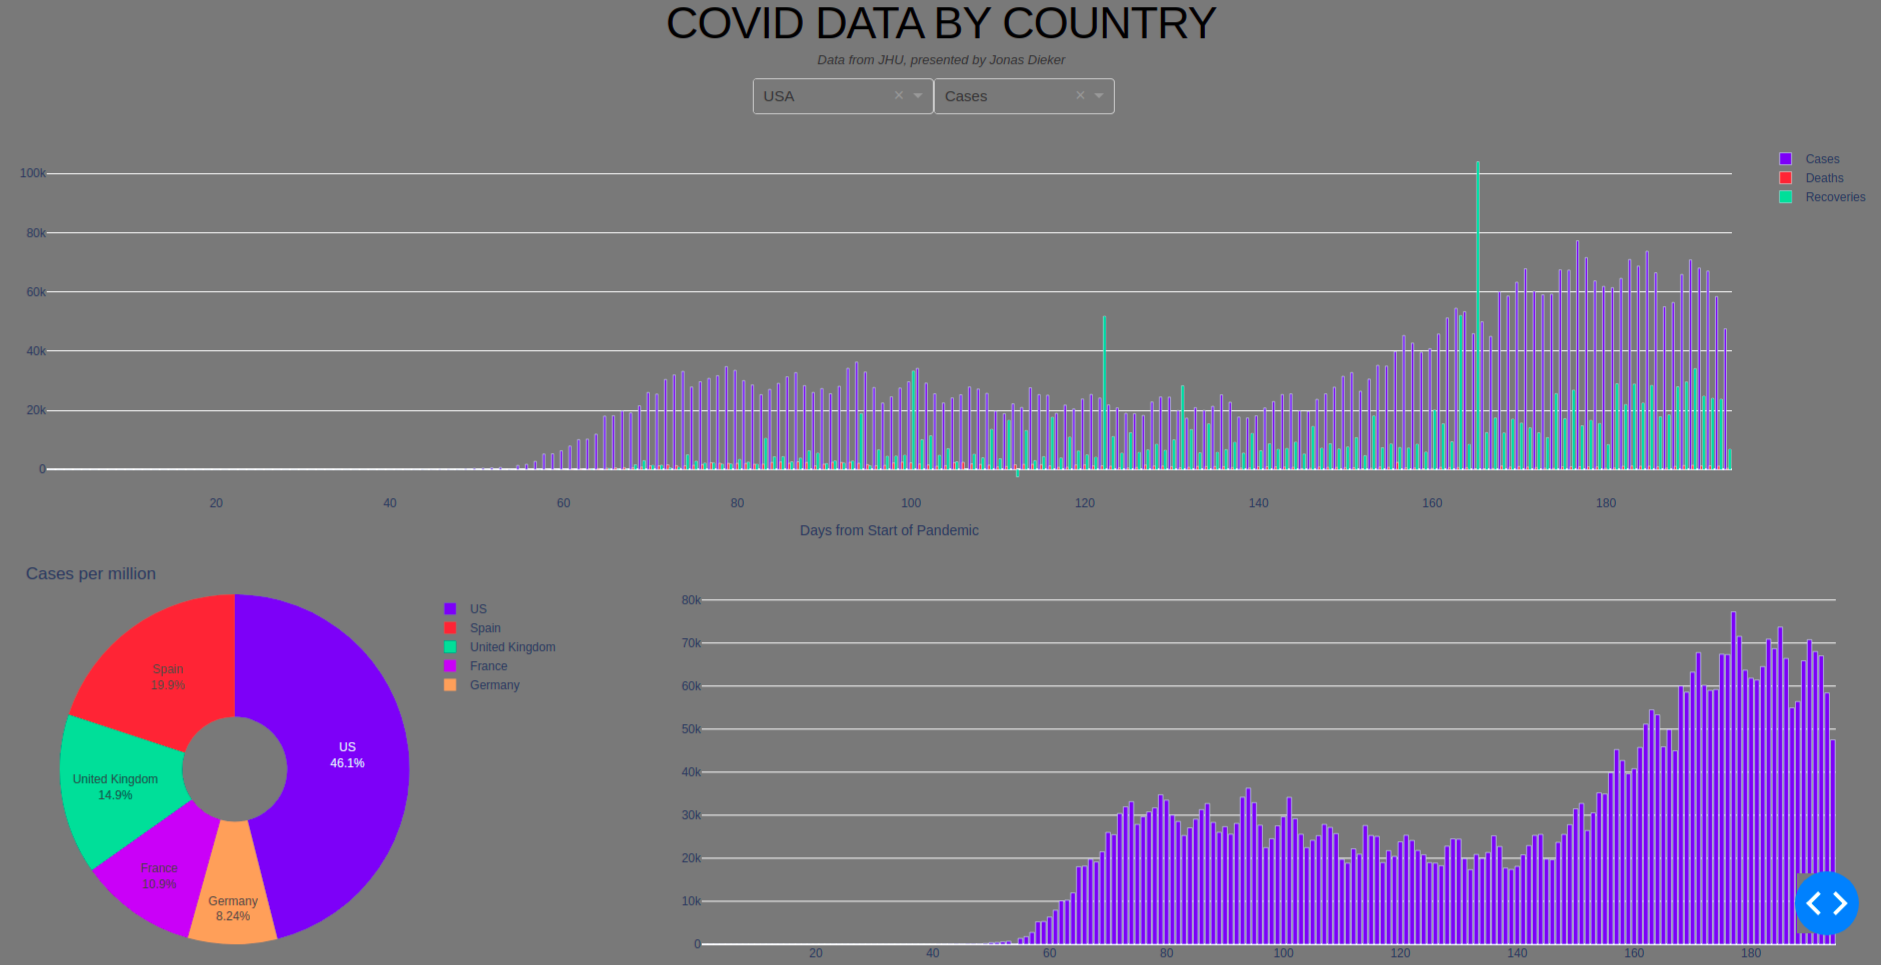 COVID DATA BY COUNTRY
Data from JHU, presented by Jonas Dieker
USA × Cases ×
100k
80k
60k
40k
20k
0
20 40 60 80 100 120 140 160 180
Days from Start of Pandemic
Cases
Deaths
Recoveries
Cases per million
Spain
19.9%
US
46.1%
United Kingdom
14.9%
France
10.9%
Germany
8.24%
US
Spain
United Kingdom
France
Germany
80k
70k
60k
50k
40k
30k
20k
10k
0
20 40 60 80 100 120 140 160 180